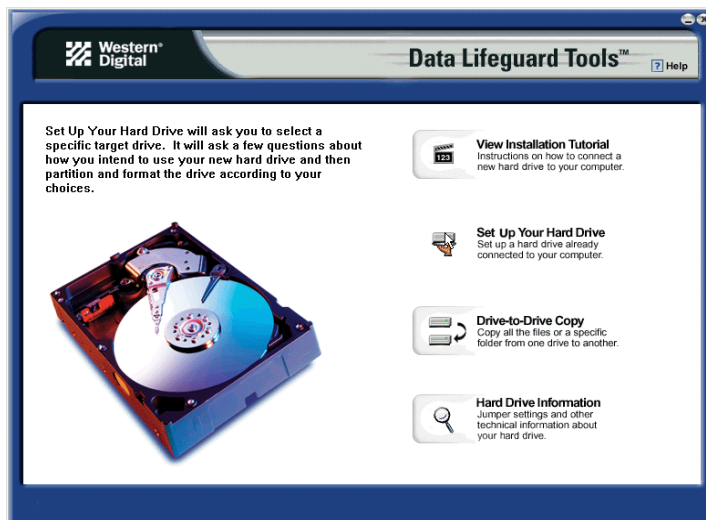 Western®
Digital
Data Lifeguard Tools™
? Help
Set Up Your Hard Drive will ask you to select a
specific target drive. It will ask a few questions about
how you intend to use your new hard drive and then
partition and format the drive according to your
choices.
123
View Installation Tutorial
Instructions on how to connect a
new hard drive to your computer.
Set Up Your Hard Drive
Set up a hard drive already
connected to your computer.
Drive-to-Drive Copy
Copy all the files or a specific
folder from one drive to another.
Hard Drive Information
Jumper settings and other
technical information about
your hard drive.